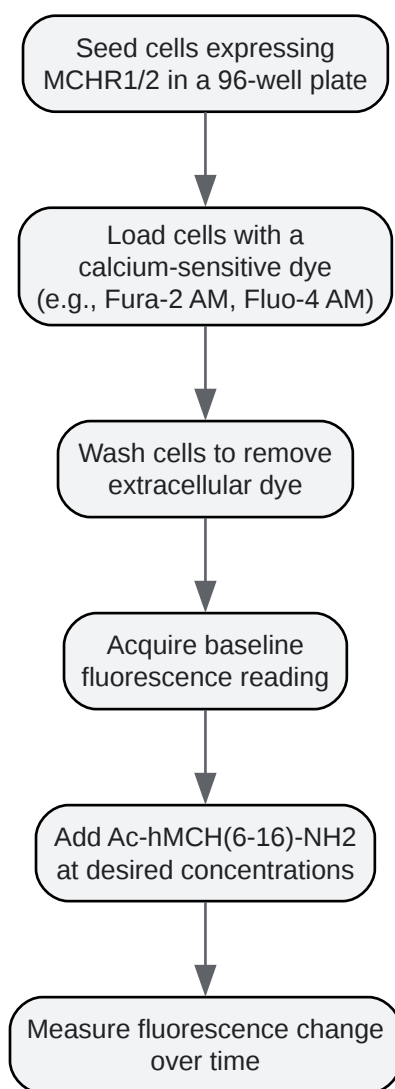 Seed cells expressing
MCHR1/2 in a 96-well plate
Load cells with a
calcium-sensitive dye
(e.g., Fura-2 AM, Fluo-4 AM)
Wash cells to remove
extracellular dye
Acquire baseline
fluorescence reading
Add Ac-hMCH(6-16)-NH2
at desired concentrations
Measure fluorescence change
over time